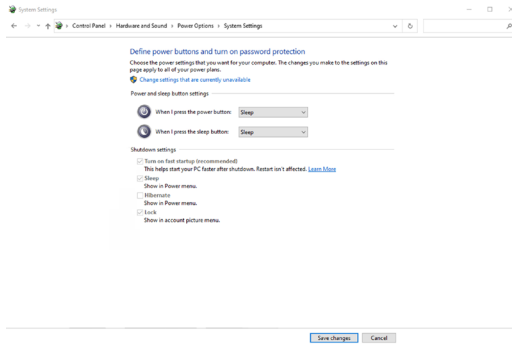 System Settings
Control Panel > Hardware and Sound > Power Options > System Settings
Define power buttons and turn on password protection
Choose the power settings that you want for your computer. The changes you make to the settings on this
page apply to all of your power plans.
Change settings that are currently unavailable
Power and sleep button settings
When I press the power button: Sleep
When I press the sleep button: Sleep
Shutdown settings
Turn on fast startup (recommended)
This helps start your PC faster after shutdown. Restart isn't affected. Learn More
Sleep
Show in Power menu.
Hibernate
Show in Power menu.
Lock
Show in account picture menu.
Save changes Cancel